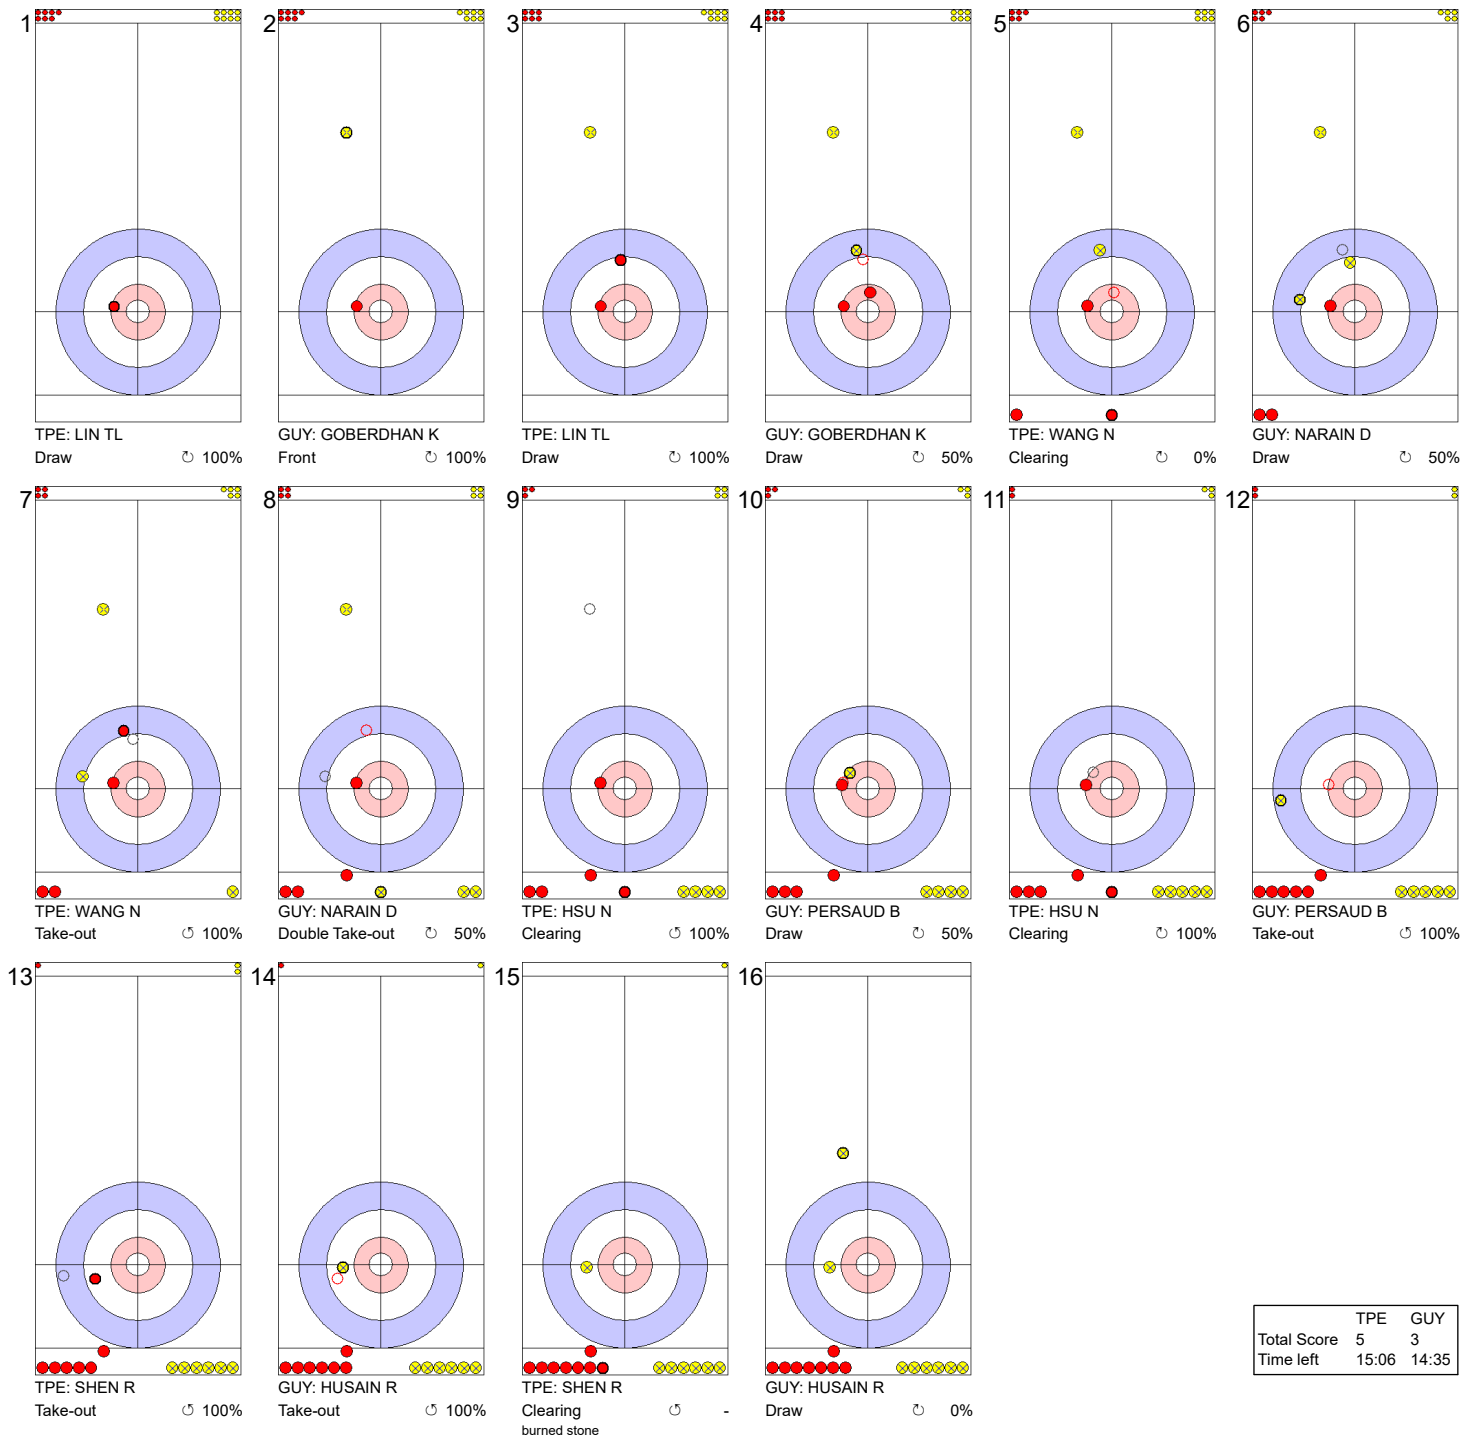 1
TPE: LIN TL
Draw ↻ 100%
2
GUY: GOBERDHAN K
Front ↻ 100%
3
TPE: LIN TL
Draw ↻ 100%
4
GUY: GOBERDHAN K
Draw ↻ 50%
5
TPE: WANG N
Clearing ↻ 0%
6
GUY: NARAIN D
Draw ↻ 50%
7
TPE: WANG N
Take-out ↺ 100%
8
GUY: NARAIN D
Double Take-out ↻ 50%
9
TPE: HSU N
Clearing ↺ 100%
10
GUY: PERSAUD B
Draw ↻ 50%
11
TPE: HSU N
Clearing ↺ 100%
12
GUY: PERSAUD B
Take-out ↺ 100%
13
TPE: SHEN R
Take-out ↺ 100%
14
GUY: HUSAIN R
Take-out ↺ 100%
15
TPE: SHEN R
Clearing ↺ -
burned stone
16
GUY: HUSAIN R
Draw ↻ 0%
TPE GUY
Total Score 5 3
Time left 15:06 14:35